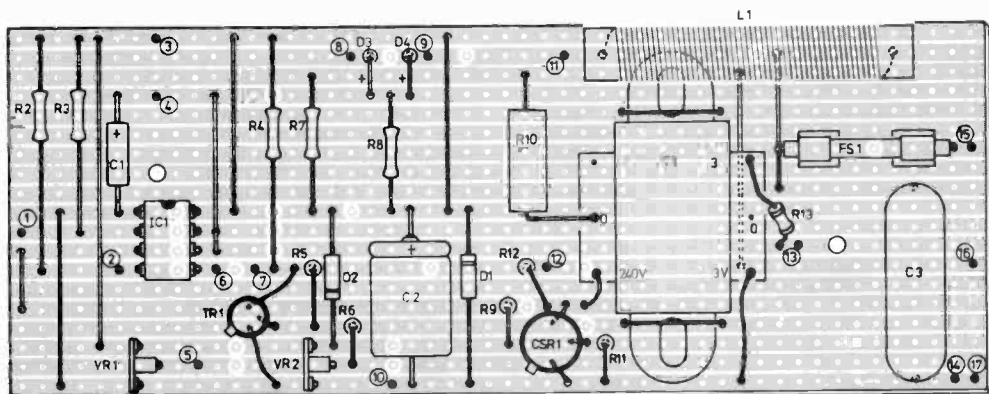 L1
3
8
D3
D4
9
11
R2
R3
4
R4
R7
R8
R10
3
FS1
15
C1
+
+
+
IC1
0
0
R13
1
2
6
7
R5
D2
+
C2
D1
R12
12
240V
3V
13
16
C3
TR1
R6
R9
CSR1
R11
VR1
5
VR2
10
14
17